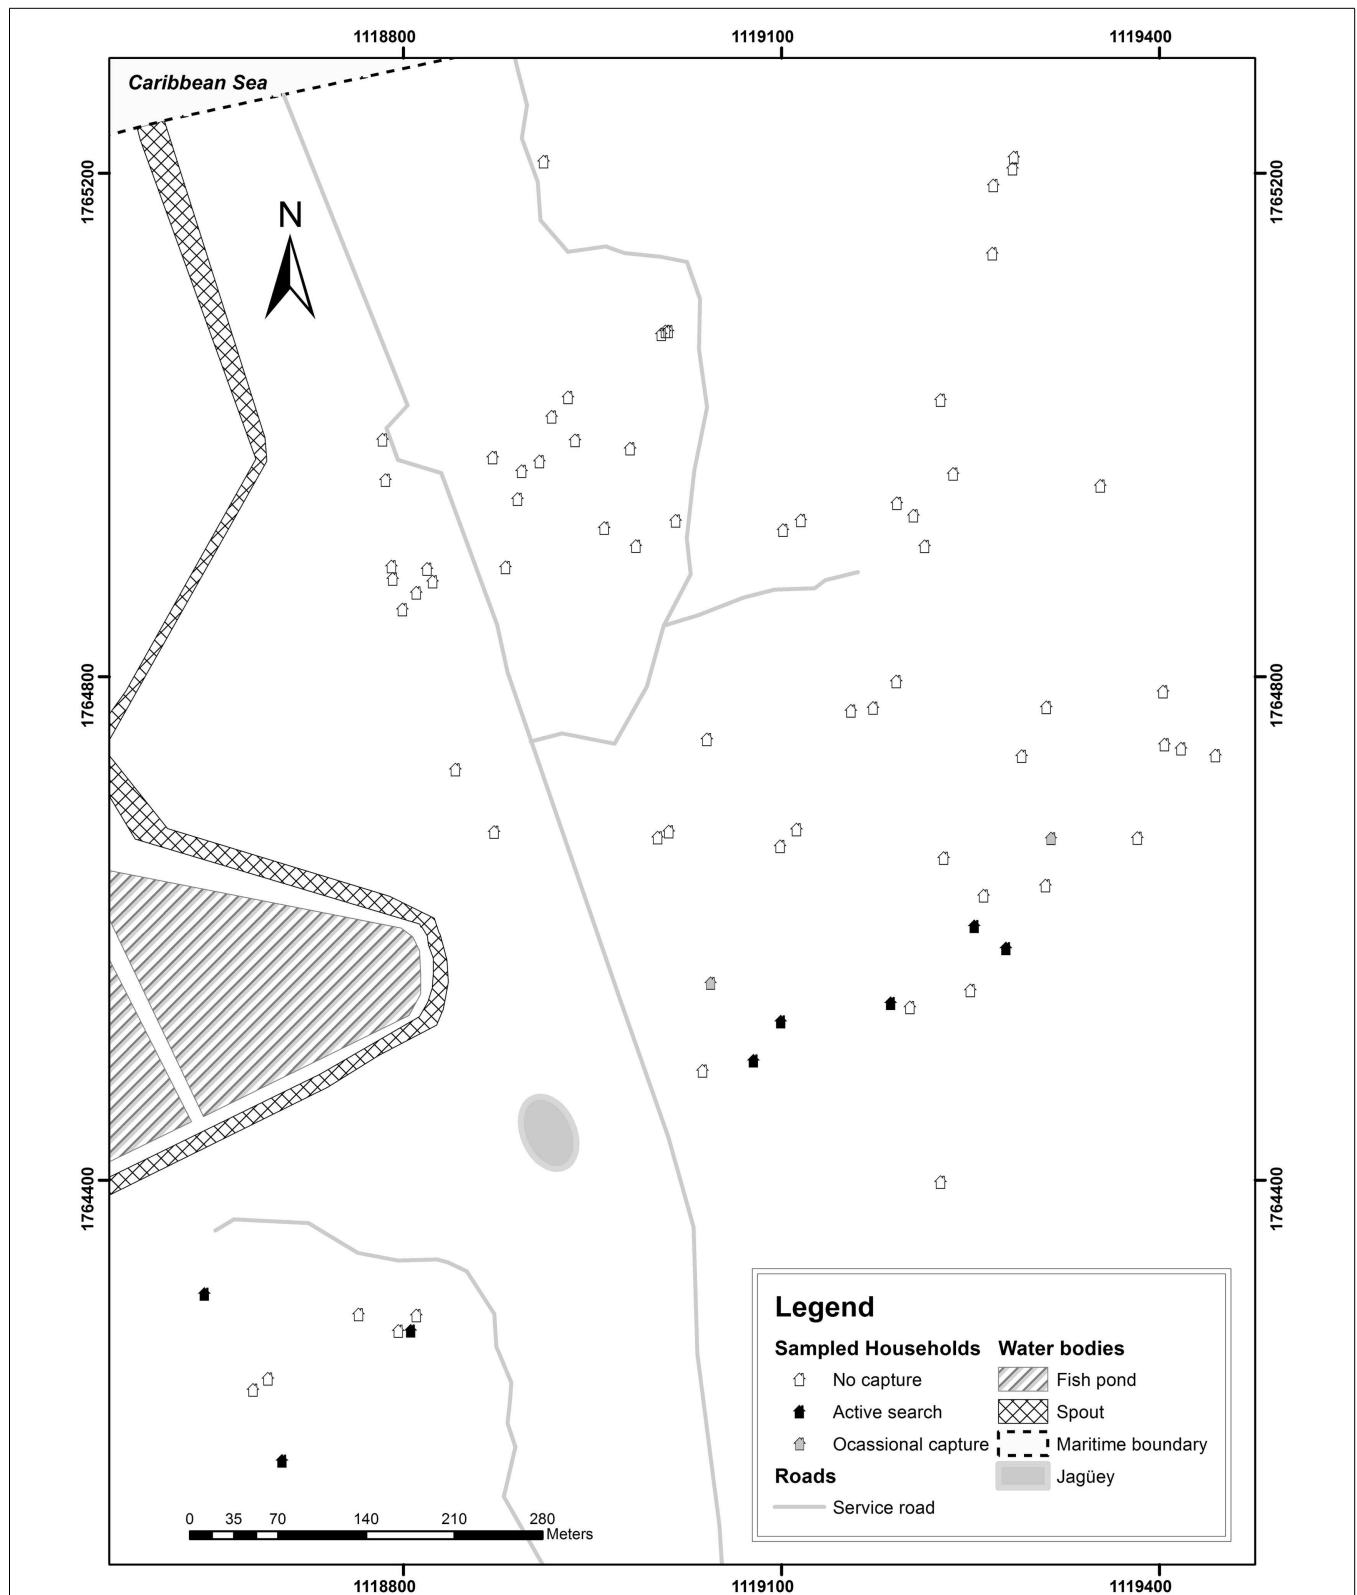 1118800 1119100 1119400
Caribbean Sea
1765200 1765200
N
1764800 1764800
1764400 1764400
Legend
Sampled Households Water bodies
No capture Fish pond
Active search Spout
Ocassional capture Maritime boundary
Roads Jagüey
Service road
0 35 70 140 210 280
Meters
1118800 1119100 1119400